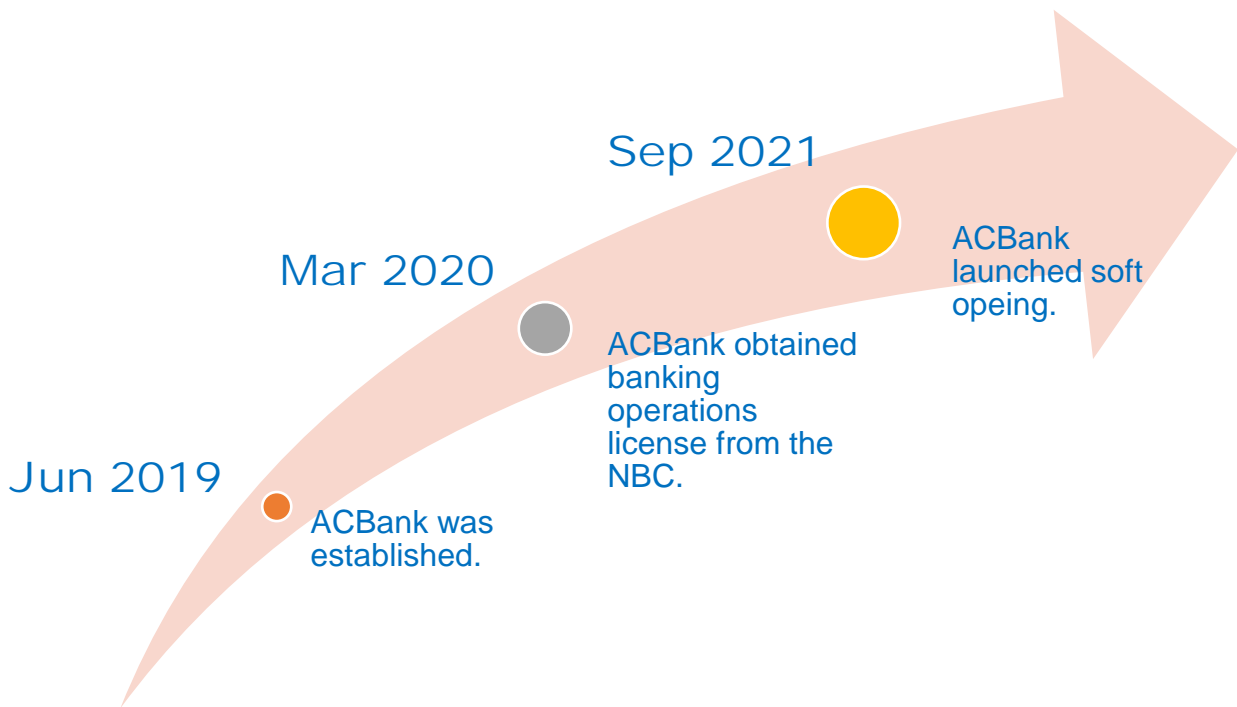 Jun 2019
ACBank was
established.
Mar 2020
ACBank obtained
banking
operations
license from the
NBC.
Sep 2021
ACBank
launched soft
opeing.